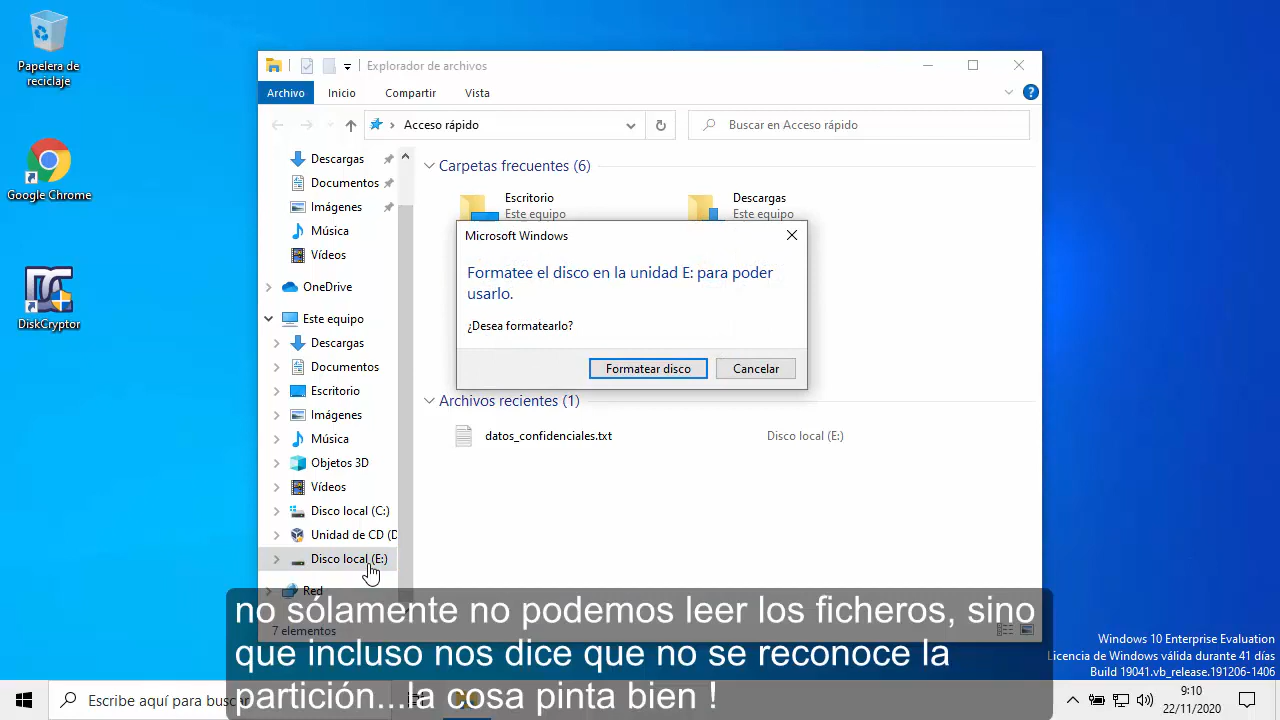 Papelera de
reciclaje
Google Chrome
DiskCryptor
Explorador de archivos
Archivo
Inicio
Compartir
Vista
Acceso rápido
Buscar en Acceso rápido
Descargas
Documentos
Imágenes
Música
Vídeos
OneDrive
Este equipo
Descargas
Documentos
Escritorio
Imágenes
Música
Objetos 3D
Vídeos
Disco local (C:)
Unidad de CD (D
Disco local (E:)
Red
7 elementos
Carpetas frecuentes (6)
Escritorio
Este equipo
Descargas
Este equipo
Microsoft Windows
Formatee el disco en la unidad E: para poder
usarlo.
¿Desea formatearlo?
Formatear disco
Cancelar
Archivos recientes (1)
datos_confidenciales.txt
Disco local (E:)
no sólamente no podemos leer los ficheros, sino
que incluso nos dice que no se reconoce la
partición...la cosa pinta bien !
Windows 10 Enterprise Evaluation
Licencia de Windows válida durante 41 días
Build 19041.vb_release.191206-1406
Escribe aquí para buscar
9:10
22/11/2020